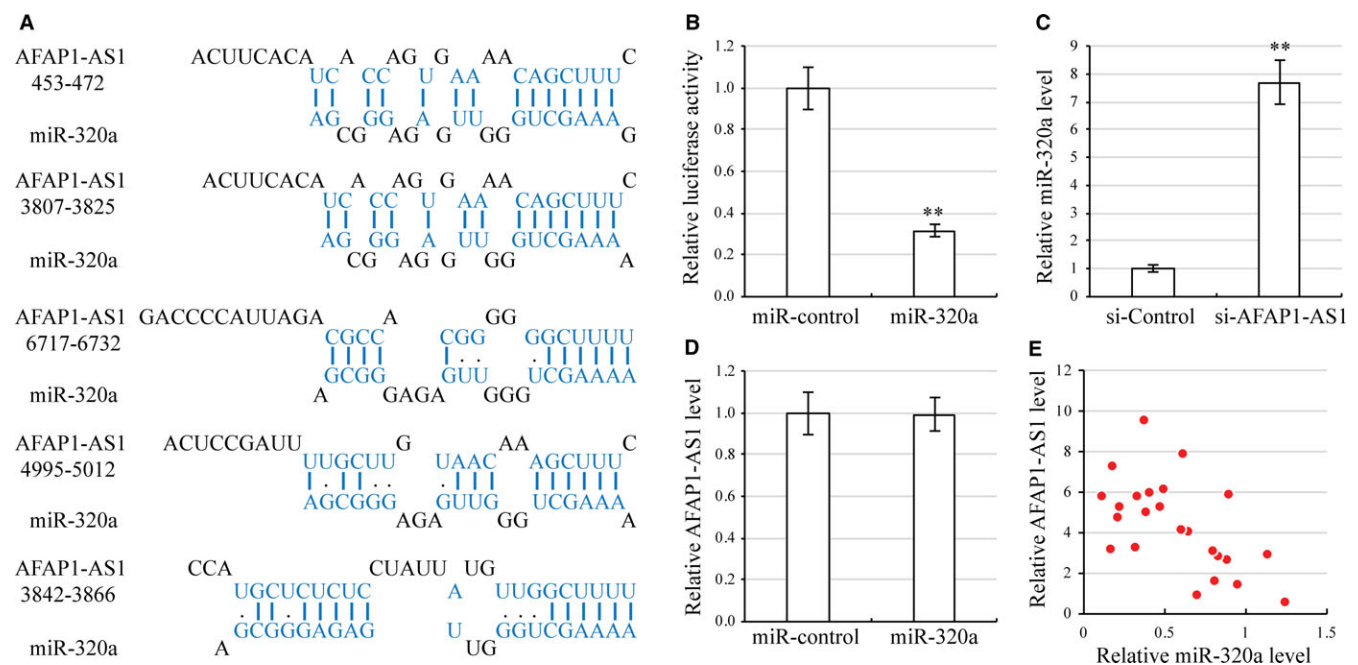 A
AFAP1-AS1
453-472
miR-320a
ACUUCACA A AG G AA C
UC CC U AA CAGCUUU
AG GG A UU GUCGAAA
CG AG G GG G
AFAP1-AS1
3807-3825
miR-320a
ACUUCACA A AG G AA C
UC CC U AA CAGCUUU
AG GG A UU GUCGAAA
CG AG G GG A
AFAP1-AS1
6717-6732
miR-320a
GACCCCAUUAGA A GG
CGCC CGG GGCUUUU
GCGG GUU UCGAAAA
A GAGA GGG
AFAP1-AS1
4995-5012
miR-320a
ACUCCGAUU G AA C
UUGCUU UAAC AGCUUU
AGCGGG GUUG UCGAAA
AGA GG A
AFAP1-AS1
3842-3866
miR-320a
CCA CUAUU UG
UGCUCUCUC A UUGGCUUUU
GCGGGAGAG U GGUCGAAAA
A UG
B
Relative luciferase activity
1.2
1.0
0.8
0.6
0.4
0.2
0.0
**
miR-control miR-320a
C
Relative miR-320a level
9
8
7
6
5
4
3
2
1
0
**
si-Control si-AFAP1-AS1
D
Relative AFAP1-AS1 level
1.2
1.0
0.8
0.6
0.4
0.2
0.0
miR-control miR-320a
E
Relative AFAP1-AS1 level
12
10
8
6
4
2
0
0 0.5 1 1.5
Relative miR-320a level